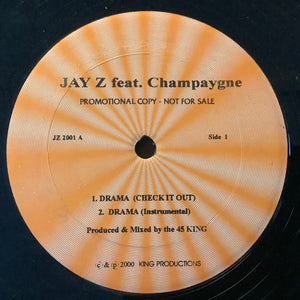 JAY Z feat. Champaygne
PROMOTIONAL COPY - NOT FOR SALE
JZ 2001 A
Side 1
1. DRAMA (CHECK IT OUT)
2. DRAMA (Instrumental)
Produced & Mixed by the 45 KING
c & p 2000 KING PRODUCTIONS